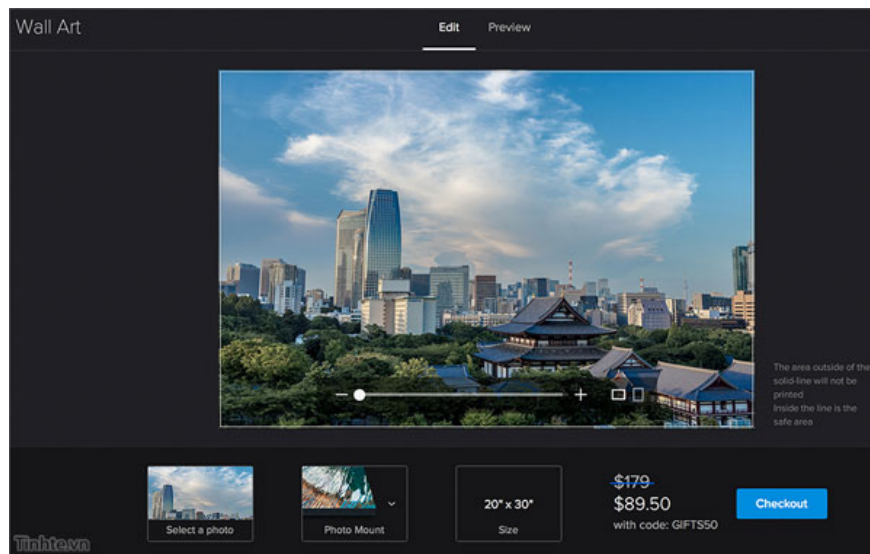 Wall Art
Edit
Preview
The area outside of the
solid-line will not be
printed
Inside the line is the
safe area
Select a photo
Photo Mount
20" x 30"
Size
$179
$89.50
with code: GIFTS50
Checkout
Tinhte.vn